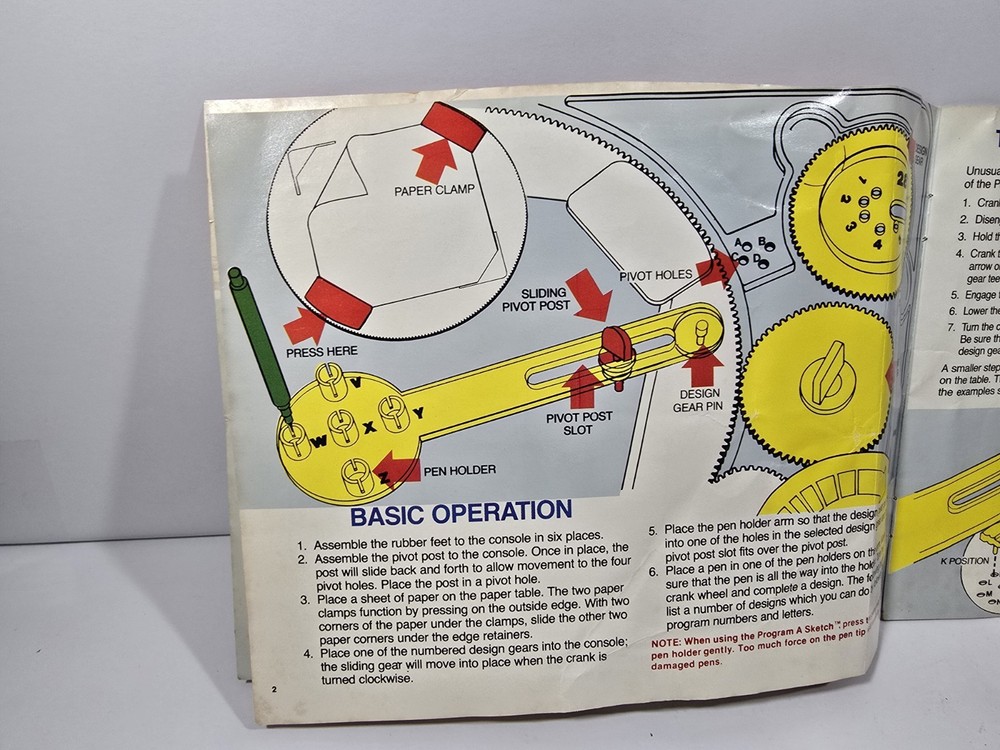 PAPER CLAMP
PRESS HERE
SLIDING
PIVOT POST
PIVOT HOLES
A B
C D
DESIGN
GEAR
1
2
3
4
DESIGN
GEAR PIN
PIVOT POST
SLOT
V
W X Y
Z
PEN HOLDER
BASIC OPERATION
1. Assemble the rubber feet to the console in six places.
2. Assemble the pivot post to the console. Once in place, the
post will slide back and forth to allow movement to the four
pivot holes. Place the post in a pivot hole.
3. Place a sheet of paper on the paper table. The two paper
clamps function by pressing on the outside edge. With two
corners of the paper under the clamps, slide the other two
paper corners under the edge retainers.
4. Place one of the numbered design gears into the console;
the sliding gear will move into place when the crank is
turned clockwise.
5. Place the pen holder arm so that the design
into one of the holes in the selected design
pivot post slot fits over the pivot post.
6. Place a pen in one of the pen holders on
sure that the pen is all the way into the
crank wheel and complete a design. The
list a number of designs which you can do
program numbers and letters.
NOTE: When using the Program A Sketch™ press
pen holder gently. Too much force on the pen tip
damaged pens.
2
Unusua
of the P
1. Cran
2. Disen
3. Hold th
4. Crank t
arrow o
gear tee
5. Engage
6. Lower the
7. Turn the c
Be sure th
design ge
A smaller step
on the table. T
the examples s
K POSITION
L
M
N